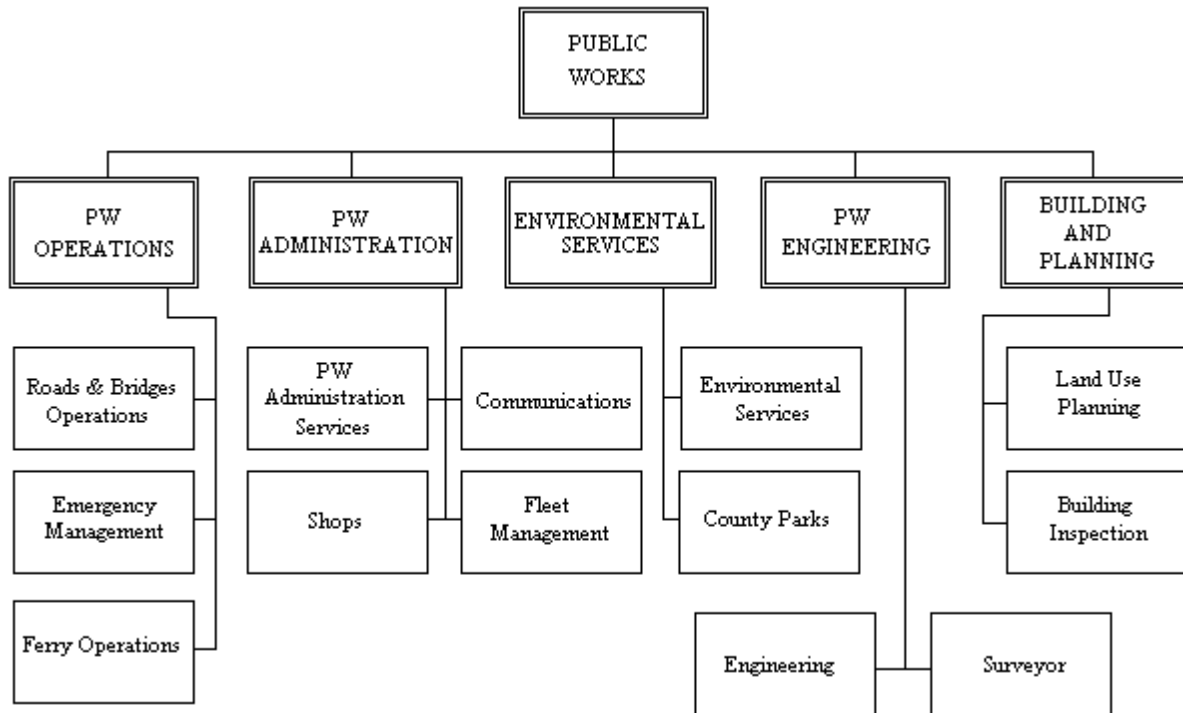 PUBLIC
WORKS
PW
OPERATIONS
PW
ADMINISTRATION
ENVIRONMENTAL
SERVICES
PW
ENGINEERING
BUILDING
AND
PLANNING
Roads & Bridges
Operations
PW
Administration
Services
Communications
Environmental
Services
Land Use
Planning
Emergency
Management
Shops
Fleet
Management
County Parks
Building
Inspection
Ferry Operations
Engineering
Surveyor